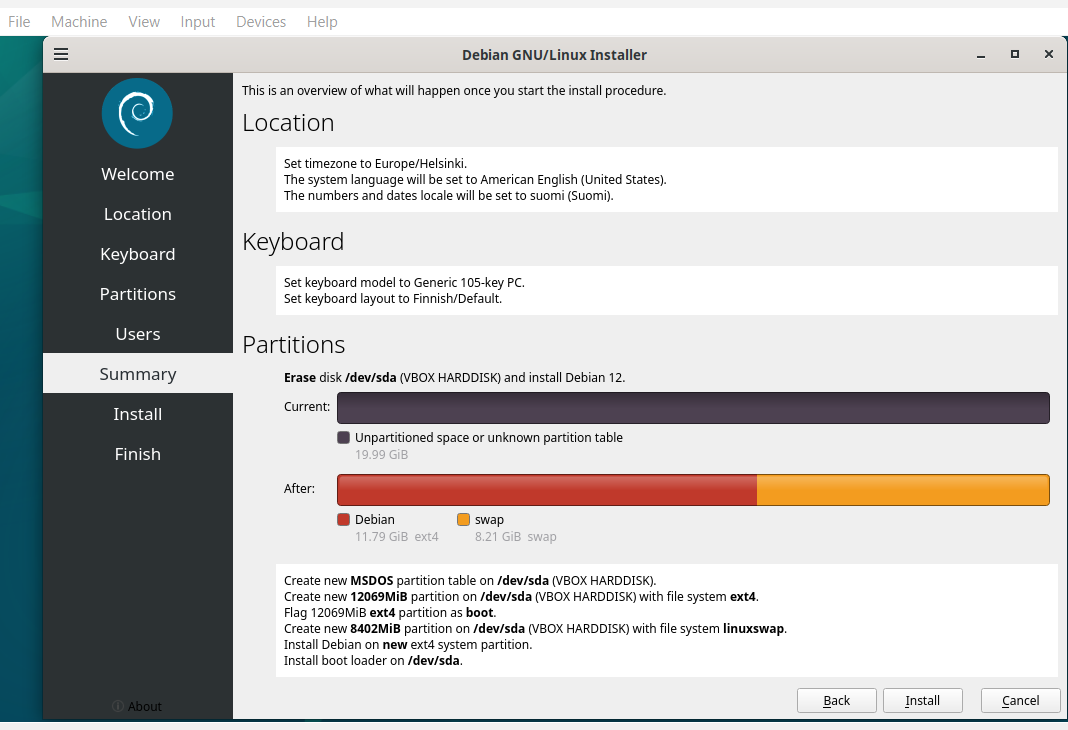 File Machine View Input Devices Help
Debian GNU/Linux Installer
Welcome
Location
Keyboard
Partitions
Users
Summary
Install
Finish
About
This is an overview of what will happen once you start the install procedure.
Location
Set timezone to Europe/Helsinki.
The system language will be set to American English (United States).
The numbers and dates locale will be set to suomi (Suomi).
Keyboard
Set keyboard model to Generic 105-key PC.
Set keyboard layout to Finnish/Default.
Partitions
Erase disk /dev/sda (VBOX HARDDISK) and install Debian 12.
Current:
Unpartitioned space or unknown partition table
19.99 GiB
After:
Debian swap
11.79 GiB ext4 8.21 GiB swap
Create new MSDOS partition table on /dev/sda (VBOX HARDDISK).
Create new 12069MiB partition on /dev/sda (VBOX HARDDISK) with file system ext4.
Flag 12069MiB ext4 partition as boot.
Create new 8402MiB partition on /dev/sda (VBOX HARDDISK) with file system linuxswap.
Install Debian on new ext4 system partition.
Install boot loader on /dev/sda.
Back Install Cancel